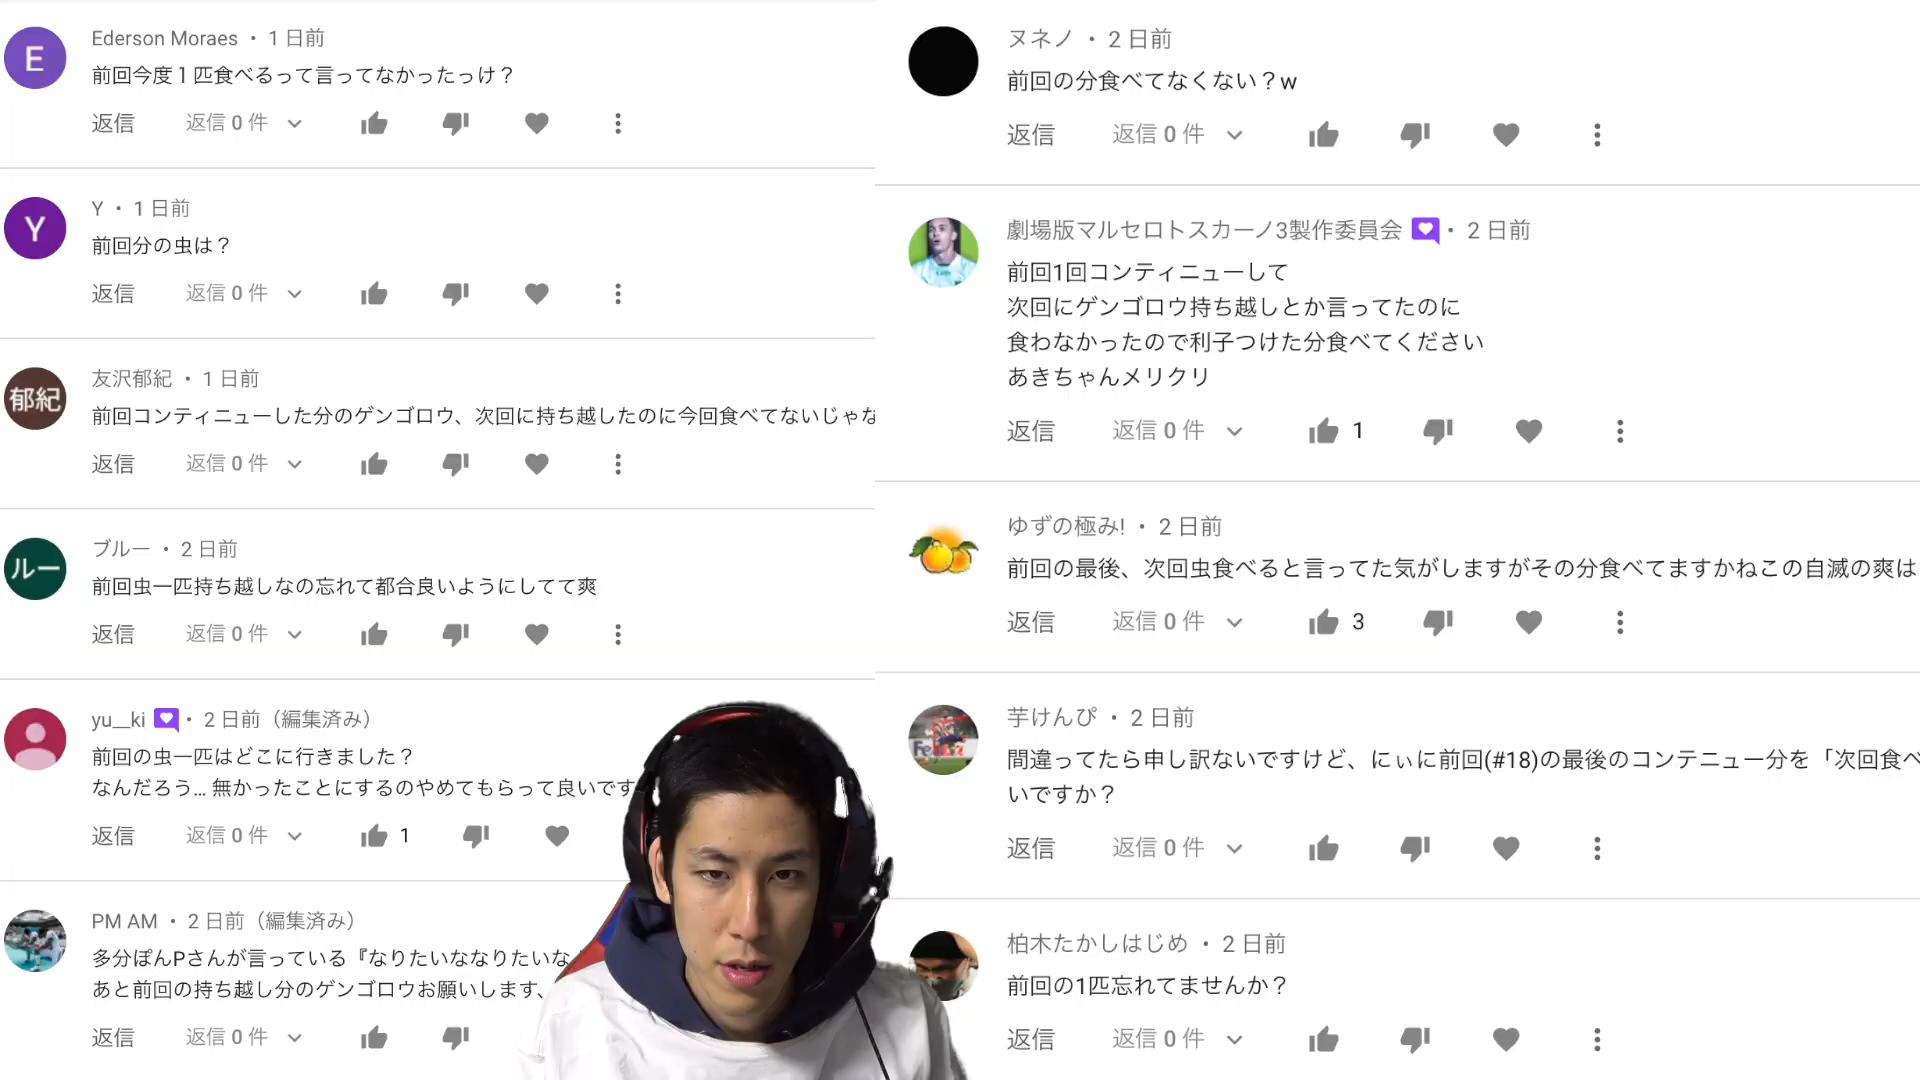 E
Ederson Moraes • 1 日前
前回今度１匹食べるって言ってなかったっけ？
返信 返信 0 件
Y
Y • 1 日前
前回分の虫は？
返信 返信 0 件
郁紀
友沢郁紀 • 1 日前
前回コンティニューした分のゲンゴロウ、次回に持ち越したのに今回食べてないじゃな
返信 返信 0 件
ルー
ブルー • 2 日前
前回虫一匹持ち越しなの忘れて都合良いようにしてて爽
返信 返信 0 件
yu__ki • 2 日前（編集済み）
前回の虫一匹はどこに行きました？
なんだろう... 無かったことにするのやめてもらって良いです
返信 返信 0 件 1
PM AM • 2 日前（編集済み）
多分ぽんPさんが言っている『なりたいななりたいな
あと前回の持ち越し分のゲンゴロウお願いします、
返信 返信 0 件
ヌネノ • 2 日前
前回の分食べてなくない？w
返信 返信 0 件
劇場版マルセロトスカーノ3製作委員会 • 2 日前
前回1回コンティニューして
次回にゲンゴロウ持ち越しとか言ってたのに
食わなかったので利子つけた分食べてください
あきちゃんメリクリ
返信 返信 0 件 1
ゆずの極み! • 2 日前
前回の最後、次回虫食べると言ってた気がしますがその分食べてますかねこの自滅の爽は
返信 返信 0 件 3
芋けんぴ • 2 日前
間違ってたら申し訳ないですけど、にぃに前回(#18)の最後のコンテニュー分を「次回食べ
いですか？
返信 返信 0 件
柏木たかしはじめ • 2 日前
前回の1匹忘れてませんか？
返信 返信 0 件